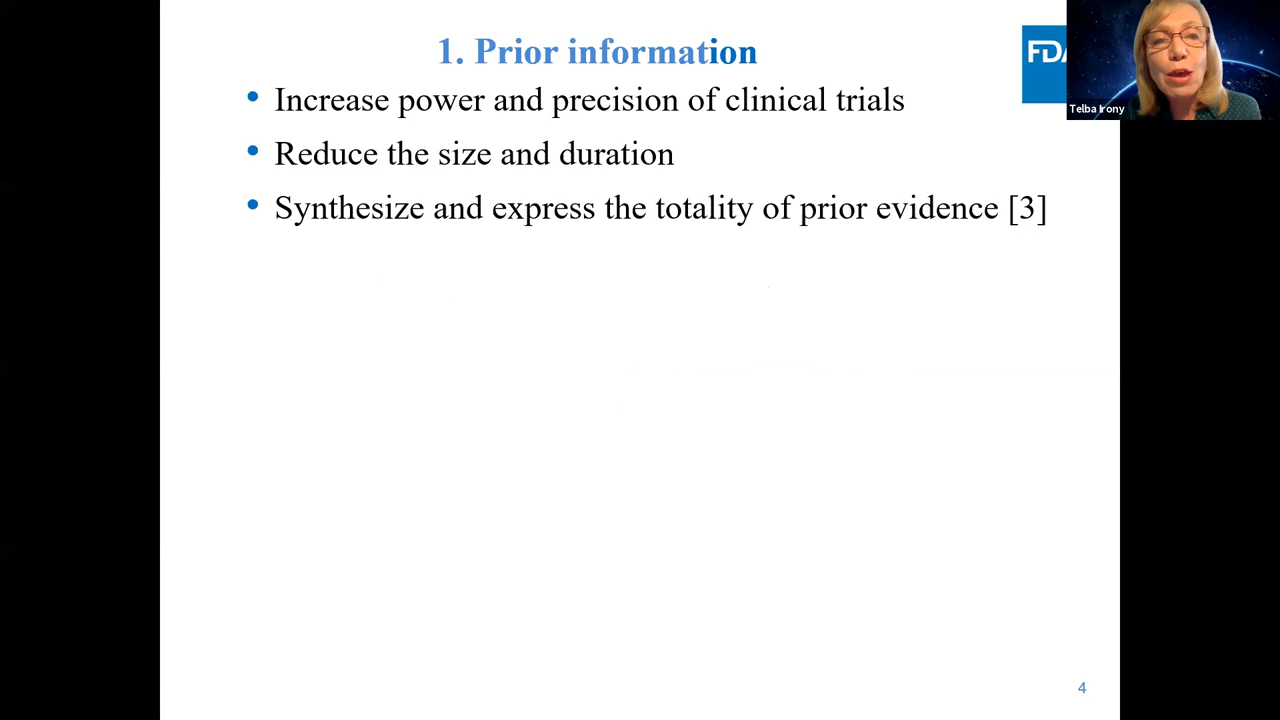 1. Prior information
• Increase power and precision of clinical trials
• Reduce the size and duration
• Synthesize and express the totality of prior evidence [3]
Telba Irony
4